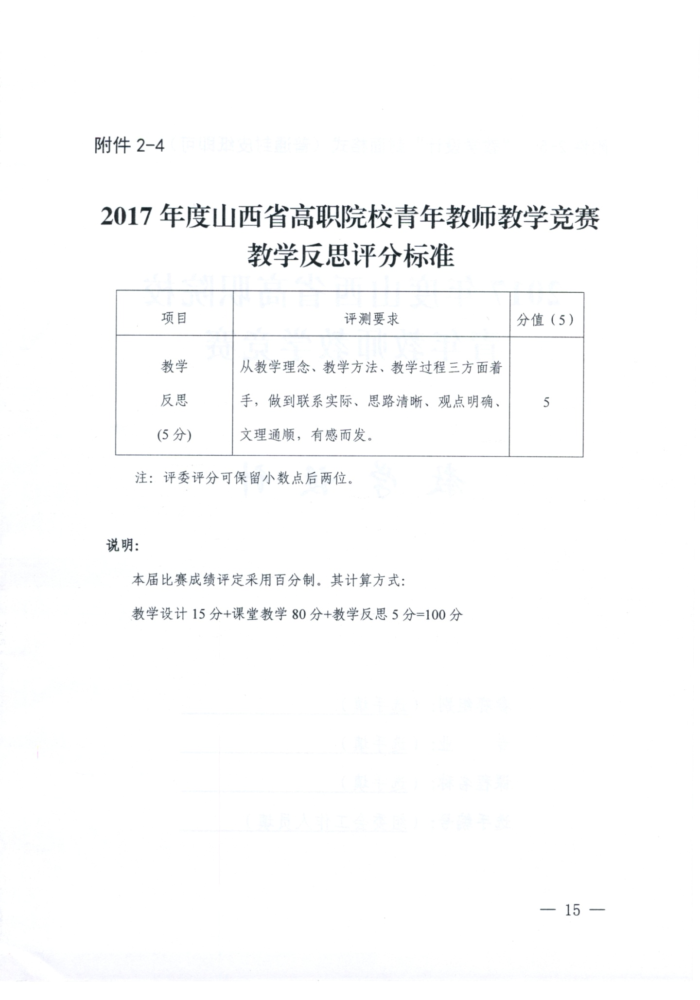 附件 2-4
2017 年度山西省高职院校青年教师教学竞赛
教学反思评分标准
项目 评测要求 分值（5）
教学
反思
(5 分)
从教学理念、教学方法、教学过程三方面着
手，做到联系实际、思路清晰、观点明确、
文理通顺，有感而发。
5
注：评委评分可保留小数点后两位。
说明：
本届比赛成绩评定采用百分制。其计算方式：
教学设计 15 分+课堂教学 80 分+教学反思 5 分=100 分
— 15 —